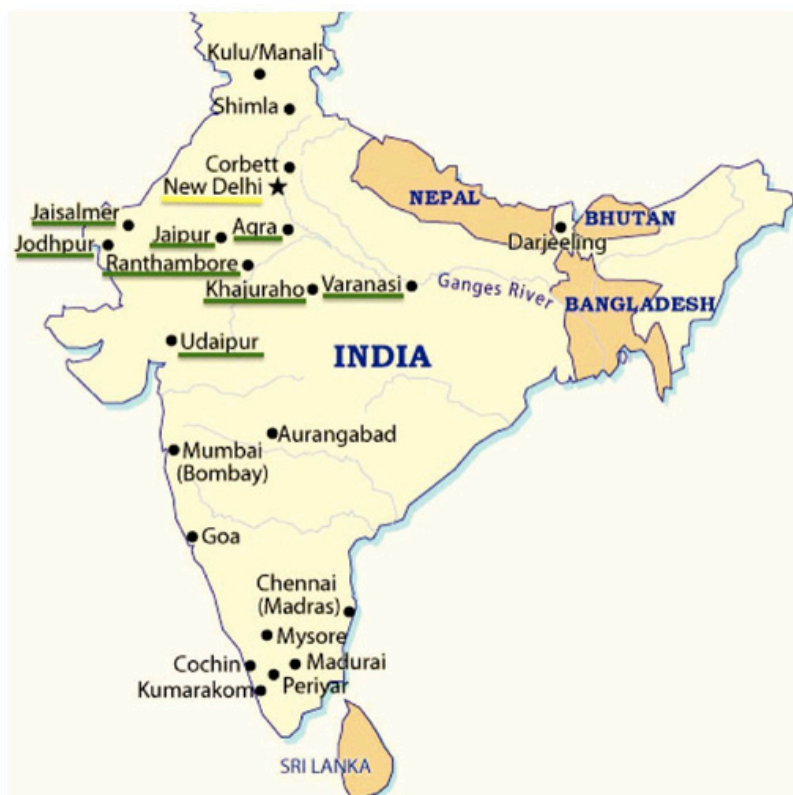 Kulu/Manali
Shimla
Corbett
New Delhi
NEPAL
Jaisalmer
BHUTAN
Jodhpur
Jaipur
Agra
Darjeeling
Ranthambore
Khajuraho
Varanasi
Ganges River
BANGLADESH
Udaipur
INDIA
Aurangabad
Mumbai
(Bombay)
Goa
Chennai
(Madras)
Mysore
Cochin
Madurai
Kumarakom
Periyar
SRI LANKA